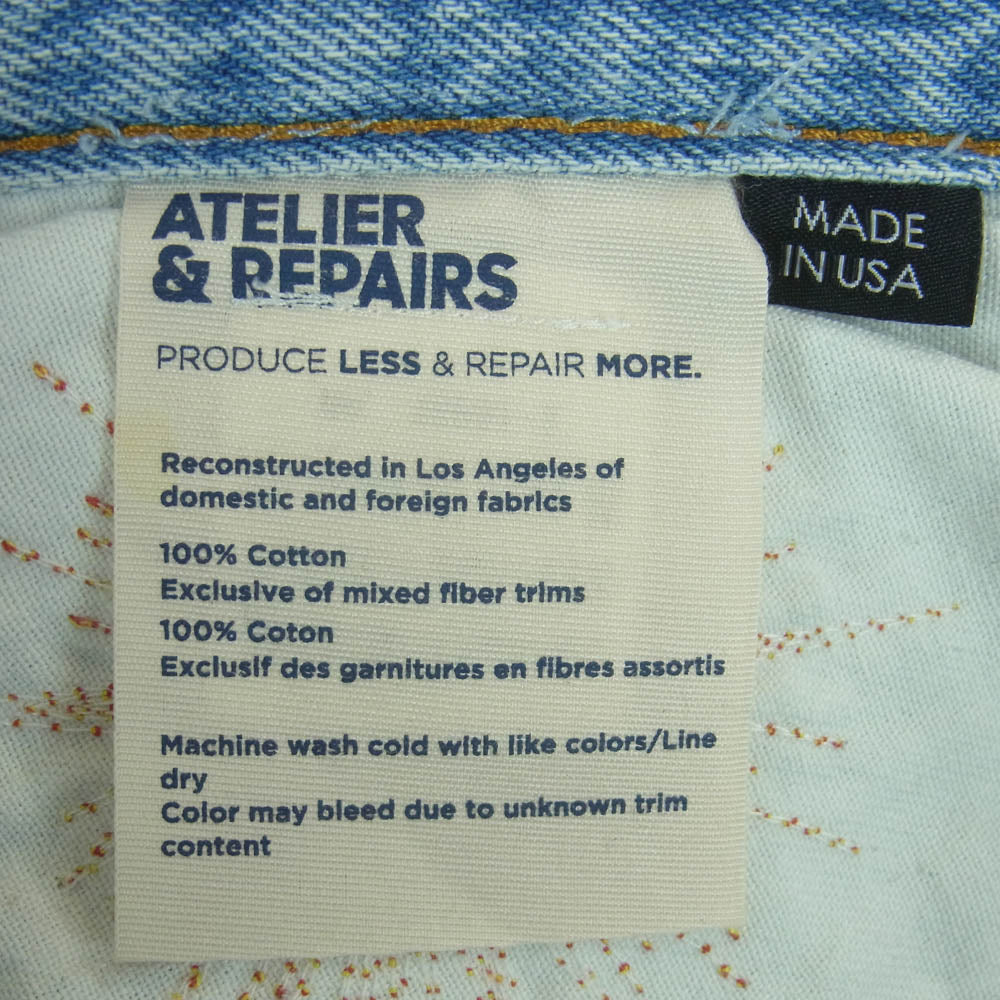 ATELIER
& REPAIRS
PRODUCE LESS & REPAIR MORE.
Reconstructed in Los Angeles of
domestic and foreign fabrics
100% Cotton
Exclusive of mixed fiber trims
100% Coton
Exclusif des garnitures en fibres assortis
Machine wash cold with like colors/Line
dry
Color may bleed due to unknown trim
content
MADE
IN USA